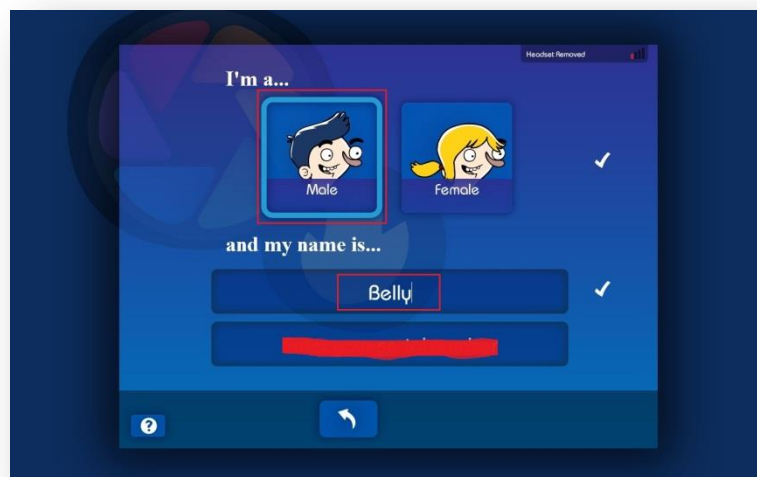 Headset Removed
I'm a...
Male Female
and my name is...
Belly
?